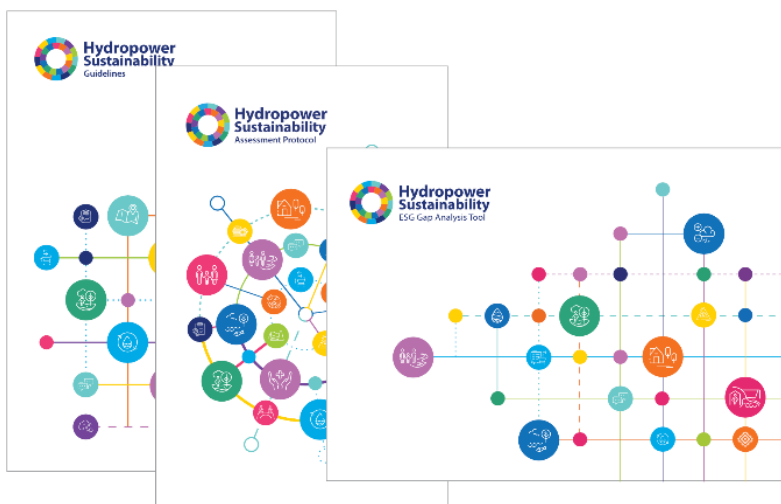 Hydropower
Sustainability
Guidelines
Hydropower
Sustainability
Assessment Protocol
Hydropower
Sustainability
ESG Gap Analysis Tool